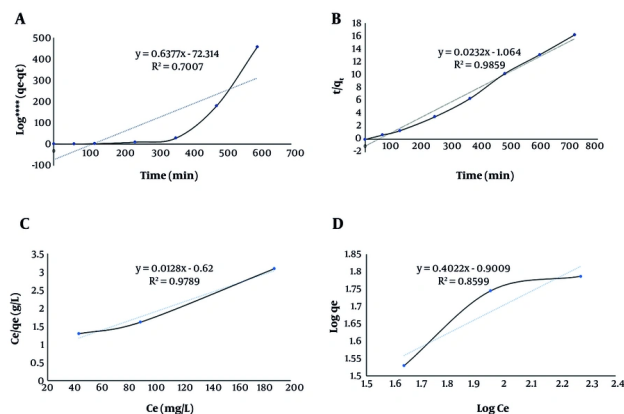 A
500
400
300
200
100
0
-100
Log**** (qe-qt)
y = 0.6377x - 72.314
R² = 0.7007
100 200 300 400 500 600 700
Time (min)
B
18
16
14
12
10
8
6
4
2
0
-2
t/qt
y = 0.0232x - 1.064
R² = 0.9859
100 200 300 400 500 600 700 800
Time (min)
C
3.5
3
2.5
2
1.5
1
0.5
0
Ce/qe (g/L)
y = 0.0128x - 0.62
R² = 0.9789
20 40 60 80 100 120 140 160 180 200
Ce (mg/L)
D
1.85
1.8
1.75
1.7
1.65
1.6
1.55
1.5
Log qe
y = 0.4022x - 0.9009
R² = 0.8599
1.5 1.6 1.7 1.8 1.9 2 2.1 2.2 2.3 2.4
Log Ce